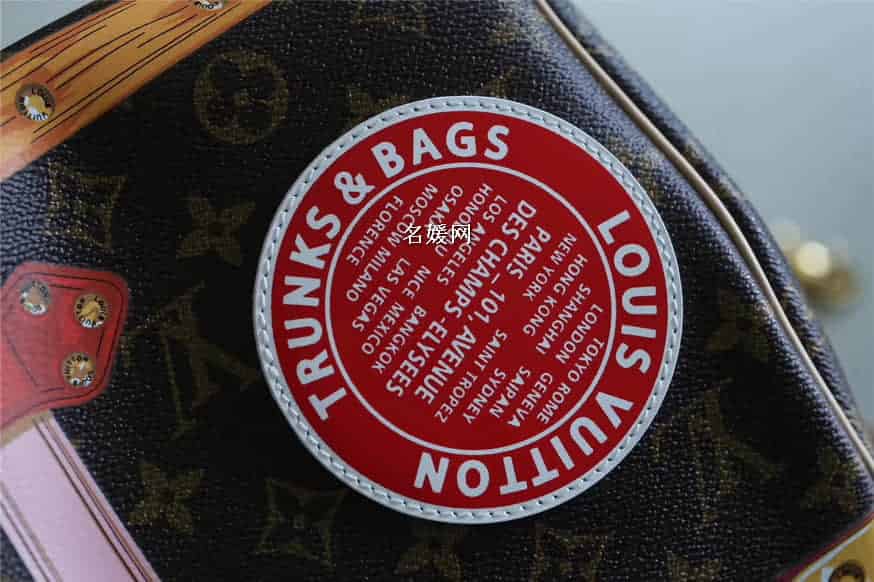 LOUIS VUITTON
TRUNKS & BAGS
TOKYO ROME
LONDON GENEVA
SHANGHAI SAIPAN
HONG KONG SYDNEY
NEW YORK SAINT TROPEZ
PARIS _ 101, AVENUE
DES CHAMPS-ELYSEES
LOS ANGELES BANGKOK
HONOLULU NICE MEXICO
OSAKA LAS VEGAS
MOSCOW MILANO
FLORENCE
名媛网